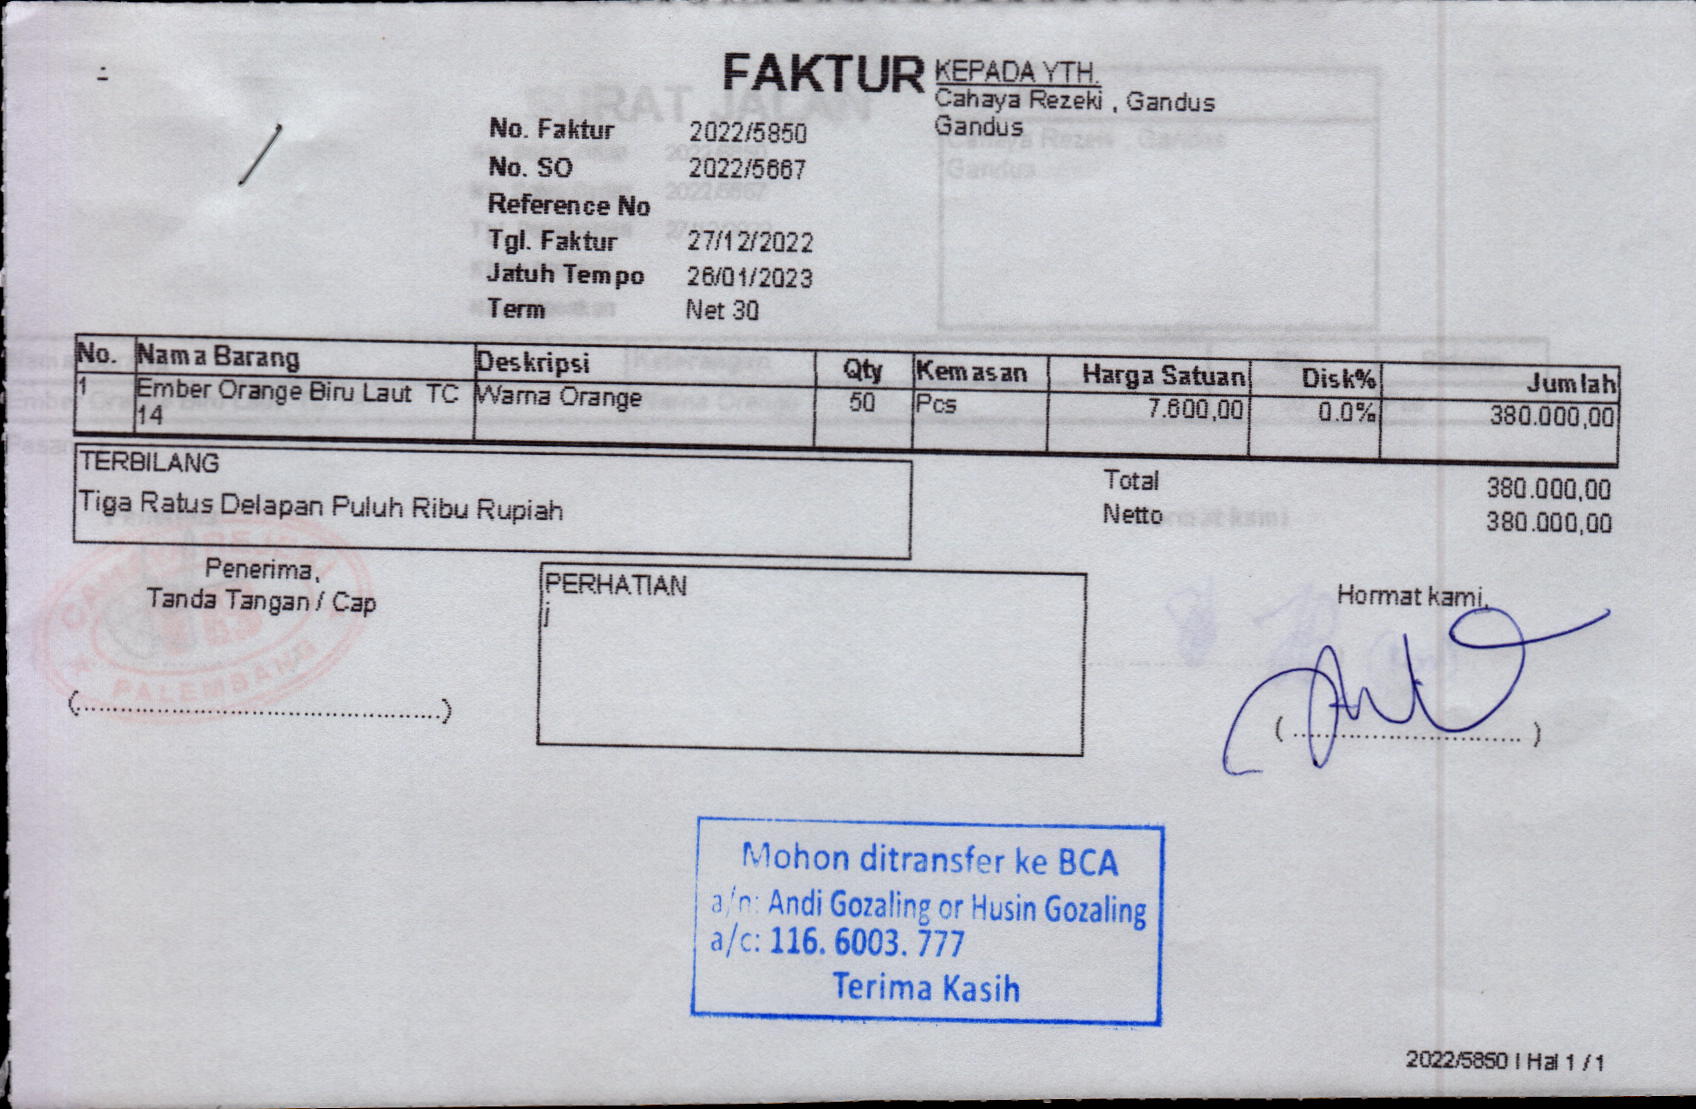 FAKTUR
KEPADA YTH.
Cahaya Rezeki , Gandus
Gandus
No. Faktur 2022/5850
No. SO 2022/5667
Reference No
Tgl. Faktur 27/12/2022
Jatuh Tempo 26/01/2023
Term Net 30
No. Nama Barang Deskripsi Qty Kemasan Harga Satuan Disk% Jumlah
1 Ember Orange Biru Laut TC 14 Warna Orange 50 Pcs 7.600,00 0.0% 380.000,00
TERBILANG
Tiga Ratus Delapan Puluh Ribu Rupiah
Total 380.000,00
Netto 380.000,00
Penerima,
Tanda Tangan / Cap
(............................................)
PERHATIAN
j
Hormat kami,
(............................)
PALEMBANG
Mohon ditransfer ke BCA
a/n: Andi Gozaling or Husin Gozaling
a/c: 116. 6003. 777
Terima Kasih
2022/5850 | Hal 1 / 1